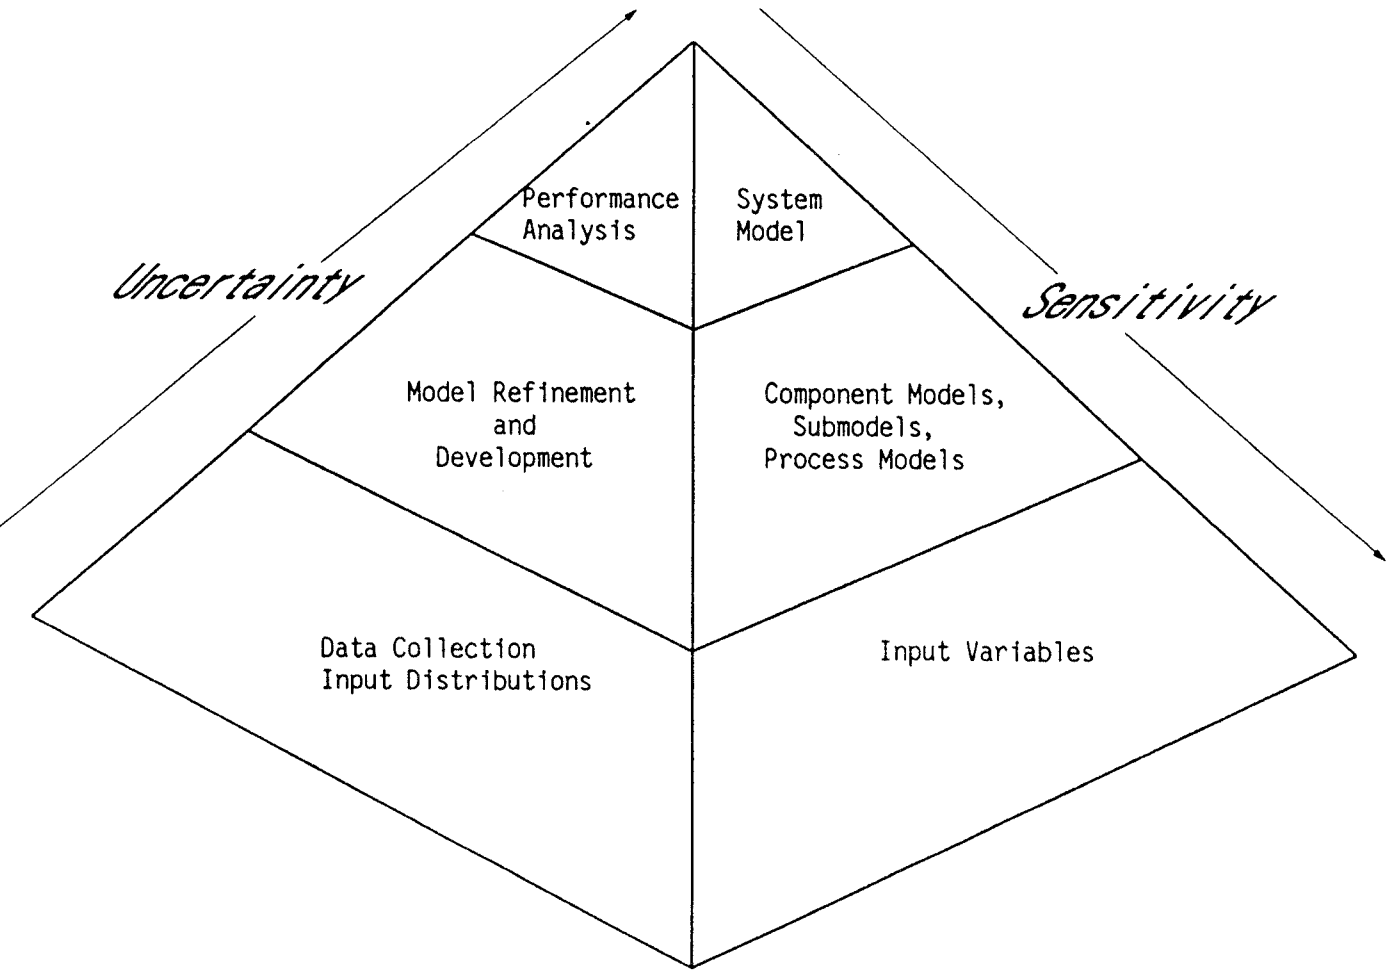 Performance
Analysis
System
Model
Uncertainty
Sensitivity
Model Refinement
and
Development
Component Models,
Submodels,
Process Models
Data Collection
Input Distributions
Input Variables